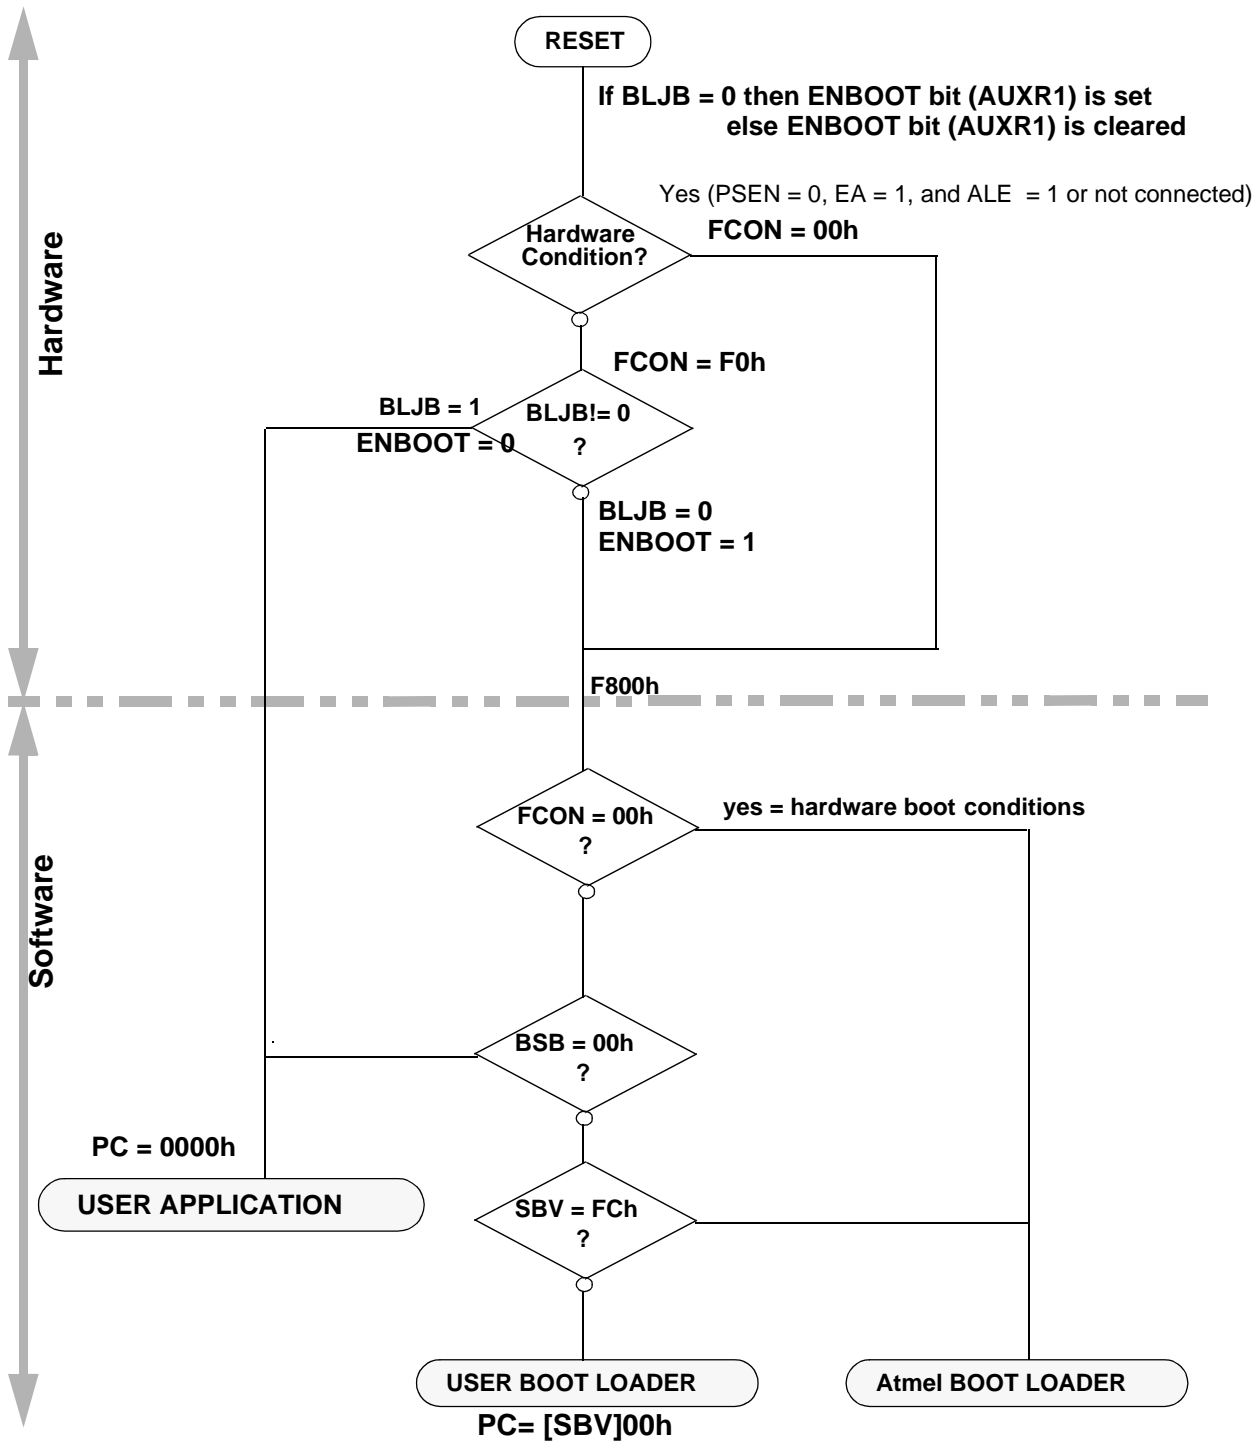 RESET
If BLJB = 0 then ENBOOT bit (AUXR1) is set
else ENBOOT bit (AUXR1) is cleared
Yes (PSEN = 0, EA = 1, and ALE = 1 or not connected)
FCON = 00h
Hardware
Condition?
Hardware
FCON = F0h
BLJB = 1
ENBOOT = 0
BLJB!= 0
?
BLJB = 0
ENBOOT = 1
F800h
FCON = 00h
?
yes = hardware boot conditions
Software
BSB = 00h
?
PC = 0000h
USER APPLICATION
SBV = FCh
?
USER BOOT LOADER
PC= [SBV]00h
Atmel BOOT LOADER